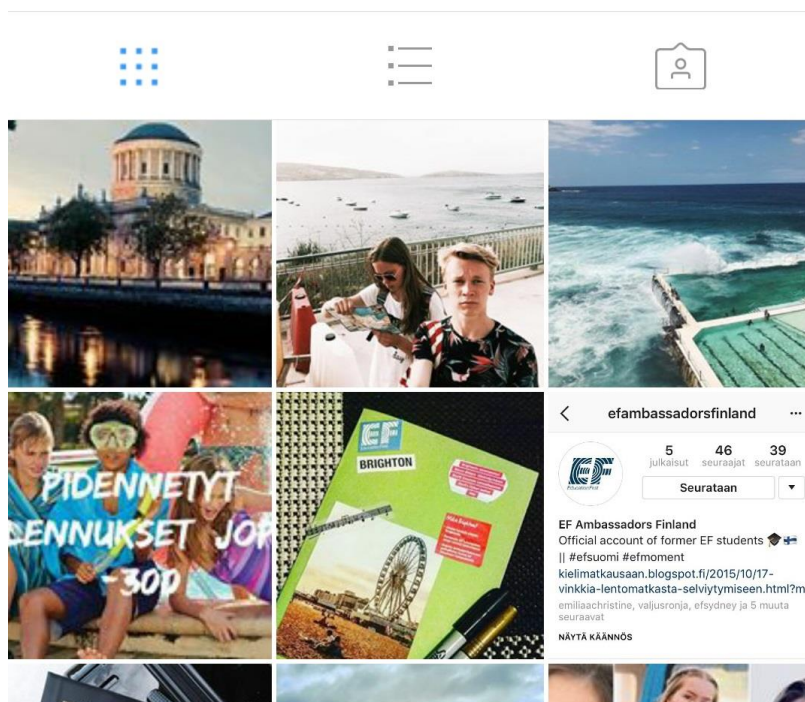 PIDENNETYT
ENNUKSET JOP
-30p
EF
BRIGHTON
efambassadorsfinland
5 46 39
julkaisut seuraajat seurataan
EF
Seurataan
EF Ambassadors Finland
Official account of former EF students 🎓🇫🇮
|| #efsuomi #efmoment
kielimatkausaan.blogspot.fi/2015/10/17-
vinkkia-lentomatkasta-selviytymiseen.html?m
emiliaachristine, valjusronja, efsydney ja 5 muuta
seuraavat
NÄYTÄ KÄÄNNÖS